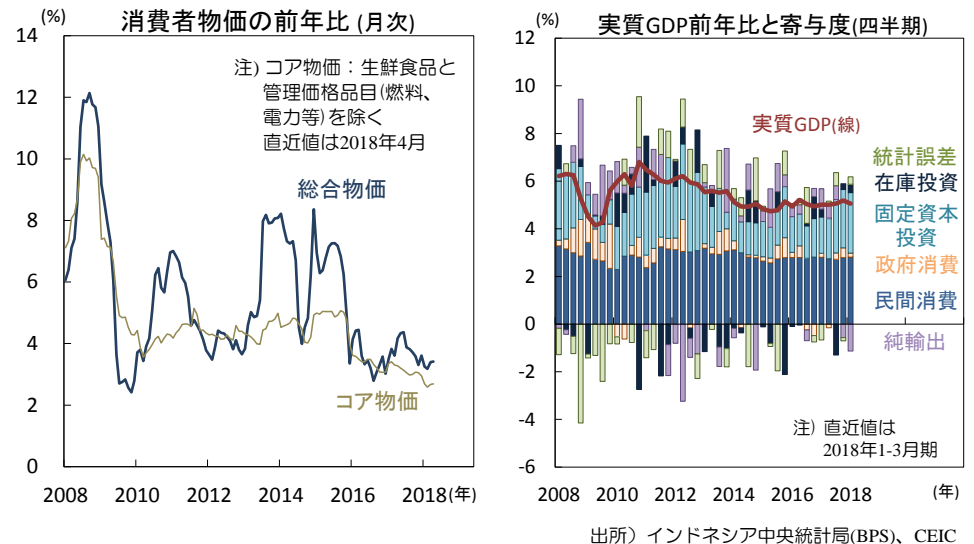 消費者物価の前年比 (月次)
(%)
14
12
10
8
6
4
2
0
注) コア物価：生鮮食品と
管理価格品目(燃料、
電力等)を除く
直近値は2018年4月
総合物価
コア物価
2008 2010 2012 2014 2016 2018 (年)
実質GDP前年比と寄与度(四半期)
(%)
12
10
8
6
4
2
0
-2
-4
-6
実質GDP(線)
統計誤差
在庫投資
固定資本
投資
政府消費
民間消費
純輸出
注) 直近値は
2018年1-3月期
2008 2010 2012 2014 2016 2018 (年)
出所）インドネシア中央統計局(BPS)、CEIC